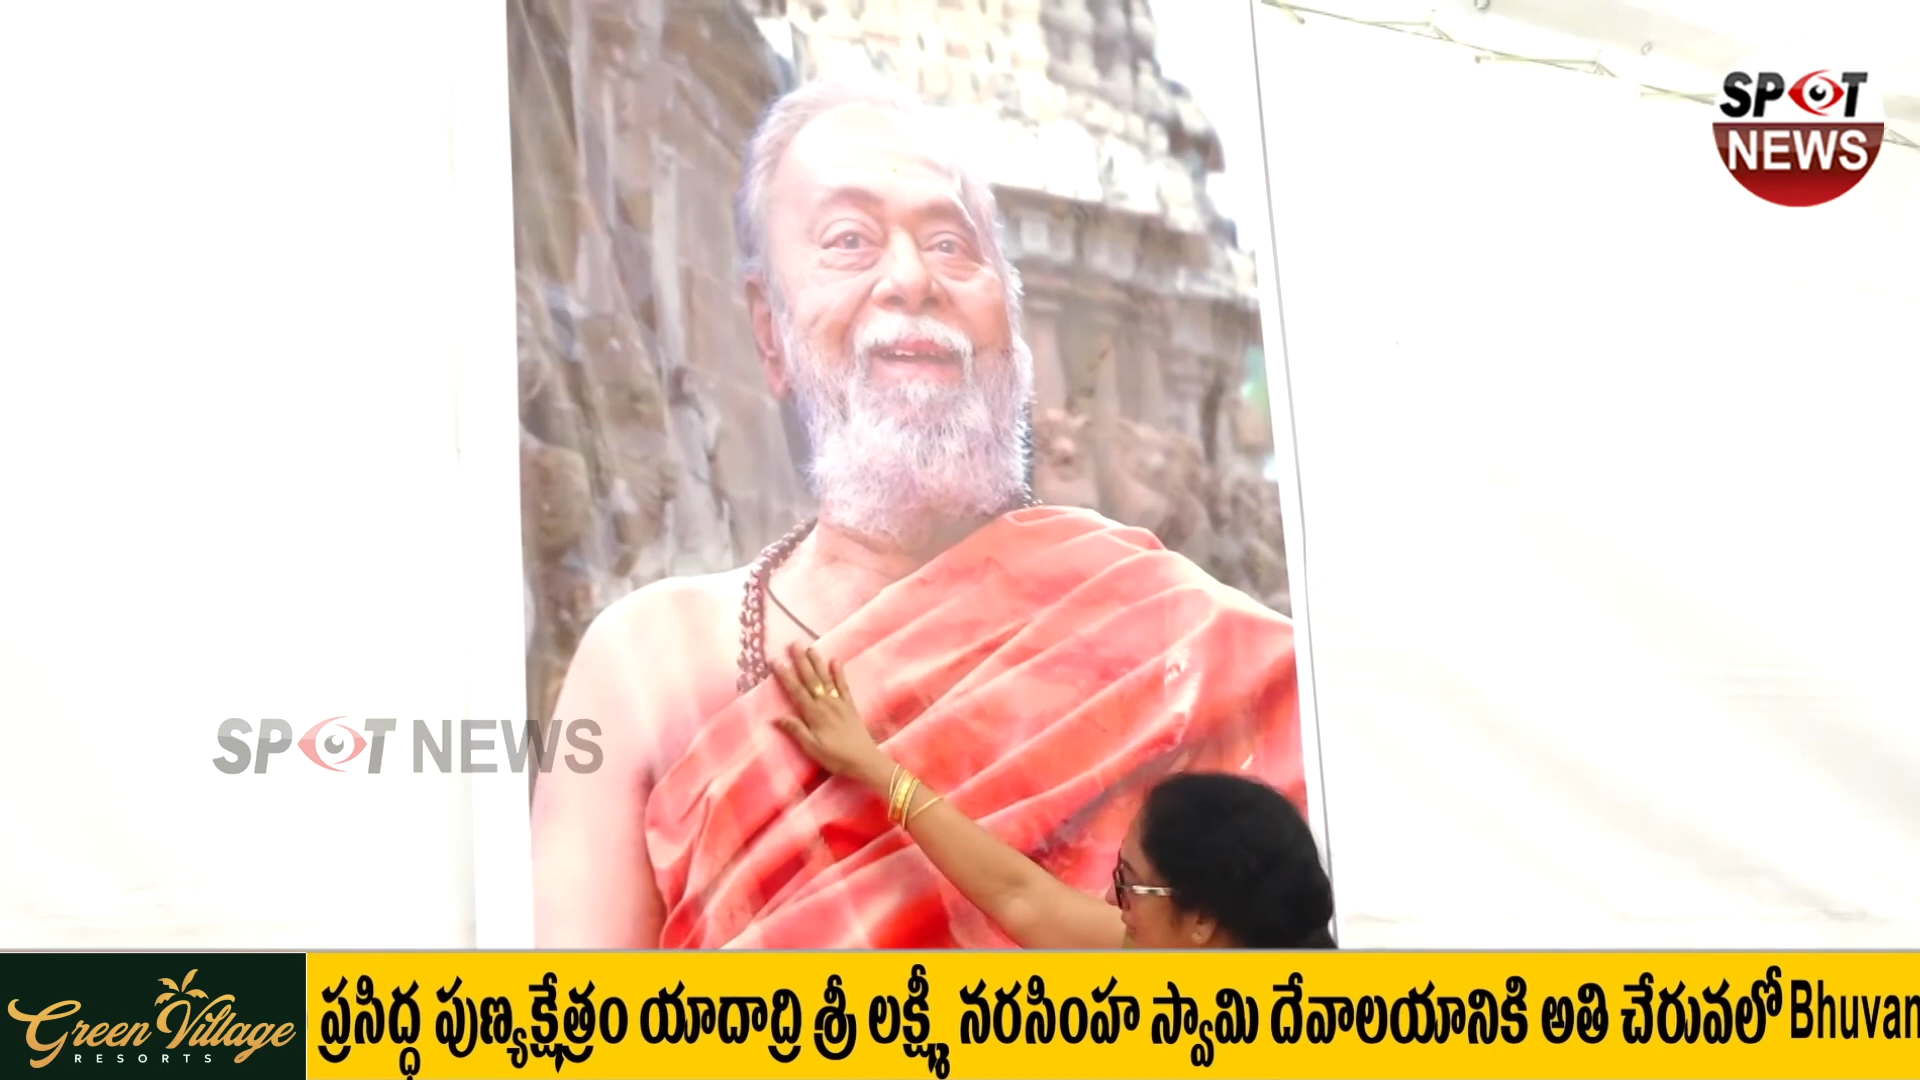 SPOT
NEWS
SPOT NEWS
Green Village
RESORTS
ప్రసిద్ధ పుణ్యక్షేత్రం యాదాద్రి శ్రీ లక్ష్మీ నరసింహ స్వామి దేవాలయానికి అతి చేరువలో Bhuvan